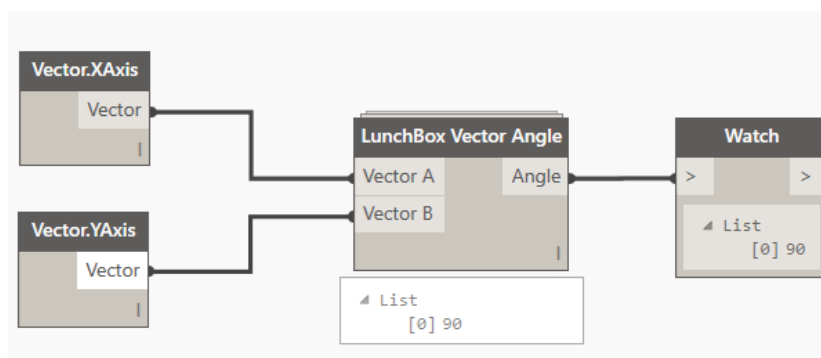 Vector.XAxis
Vector
l
Vector.YAxis
Vector
l
LunchBox Vector Angle
Vector A
Angle
Vector B
l
List
[0] 90
Watch
>
>
List
[0] 90